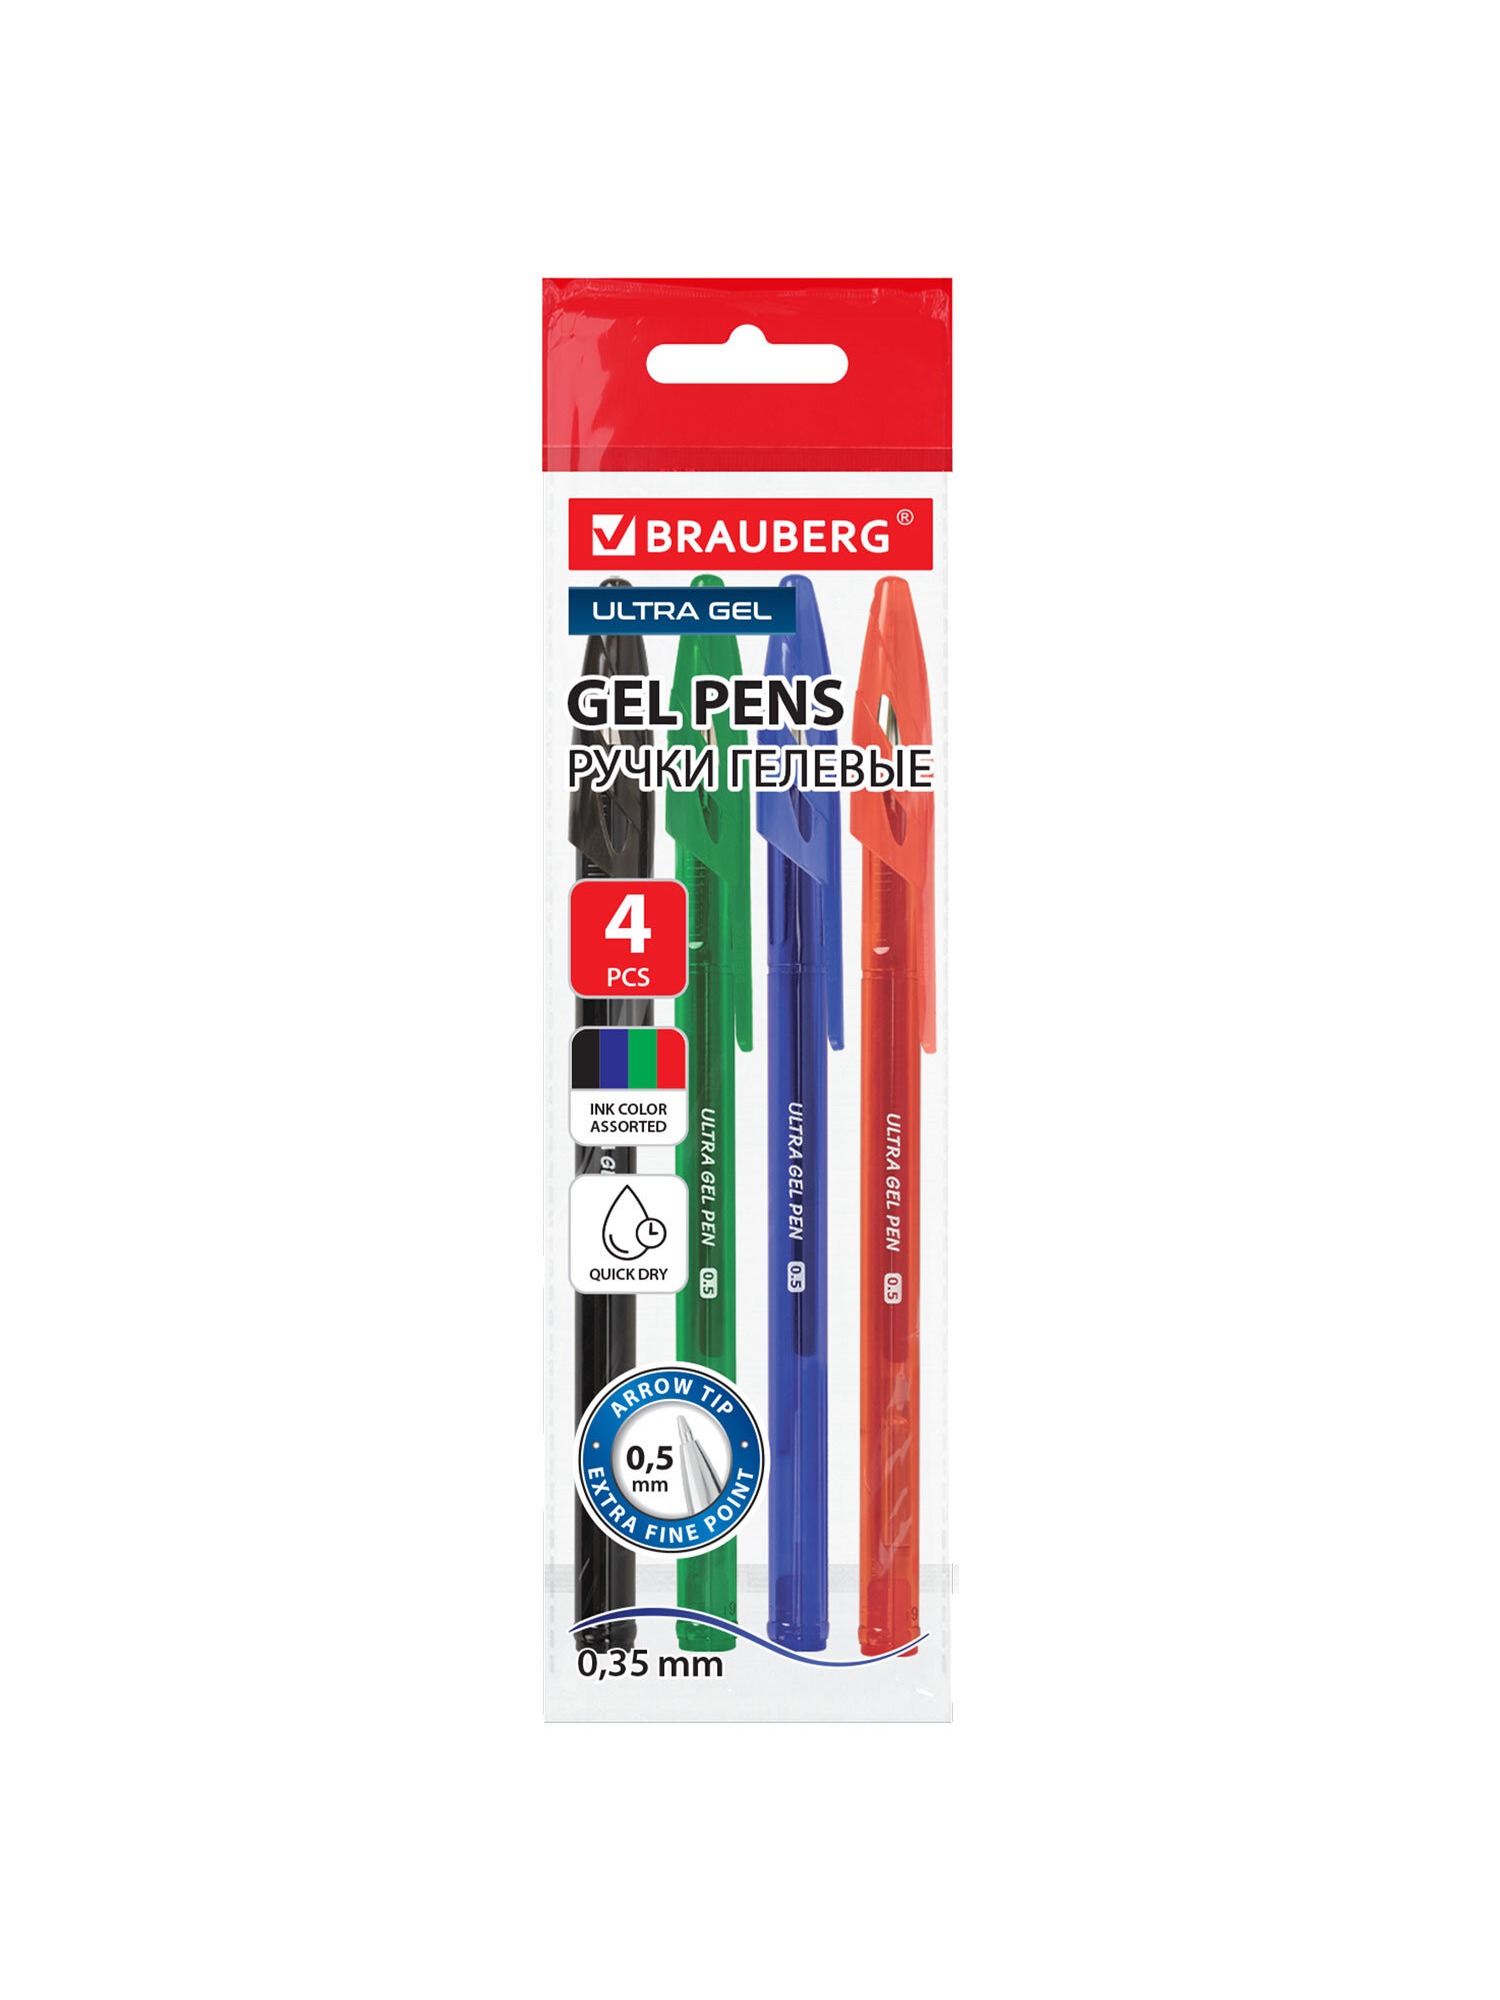 BRAUBERG®
ULTRA GEL
GEL PENS
РУЧКИ ГЕЛЕВЫЕ
4
PCS
INK COLOR
ASSORTED
QUICK DRY
ULTRA GEL PEN 0.5
ULTRA GEL PEN 0.5
ULTRA GEL PEN 0.5
ARROW TIP
0,5
mm
EXTRA FINE POINT
0,35 mm